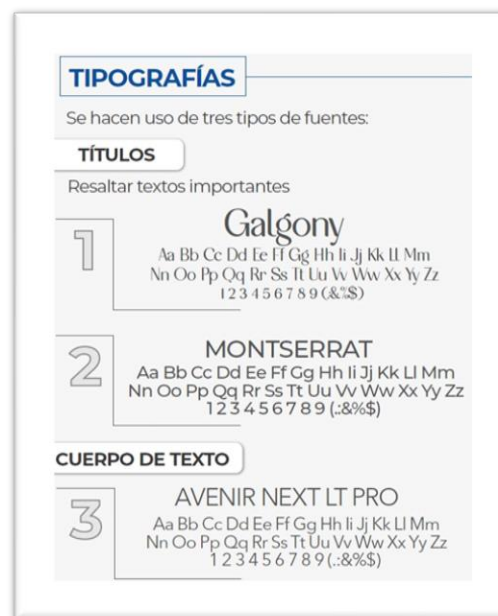 TIPOGRAFÍAS
Se hacen uso de tres tipos de fuentes:
TÍTULOS
Resaltar textos importantes
1
Galgony
Aa Bb Cc Dd Ee Ff Gg Hh Ii Jj Kk Ll Mm
Nn Oo Pp Qq Rr Ss Tt Uu Vv Ww Xx Yy Zz
1 2 3 4 5 6 7 8 9 (&%$)
2
MONTSERRAT
Aa Bb Cc Dd Ee Ff Gg Hh Ii Jj Kk Ll Mm
Nn Oo Pp Qq Rr Ss Tt Uu Vv Ww Xx Yy Zz
1 2 3 4 5 6 7 8 9 (.:&%$)
CUERPO DE TEXTO
3
AVENIR NEXT LT PRO
Aa Bb Cc Dd Ee Ff Gg Hh Ii Jj Kk Ll Mm
Nn Oo Pp Qq Rr Ss Tt Uu Vv Ww Xx Yy Zz
1 2 3 4 5 6 7 8 9 (.:&%$)